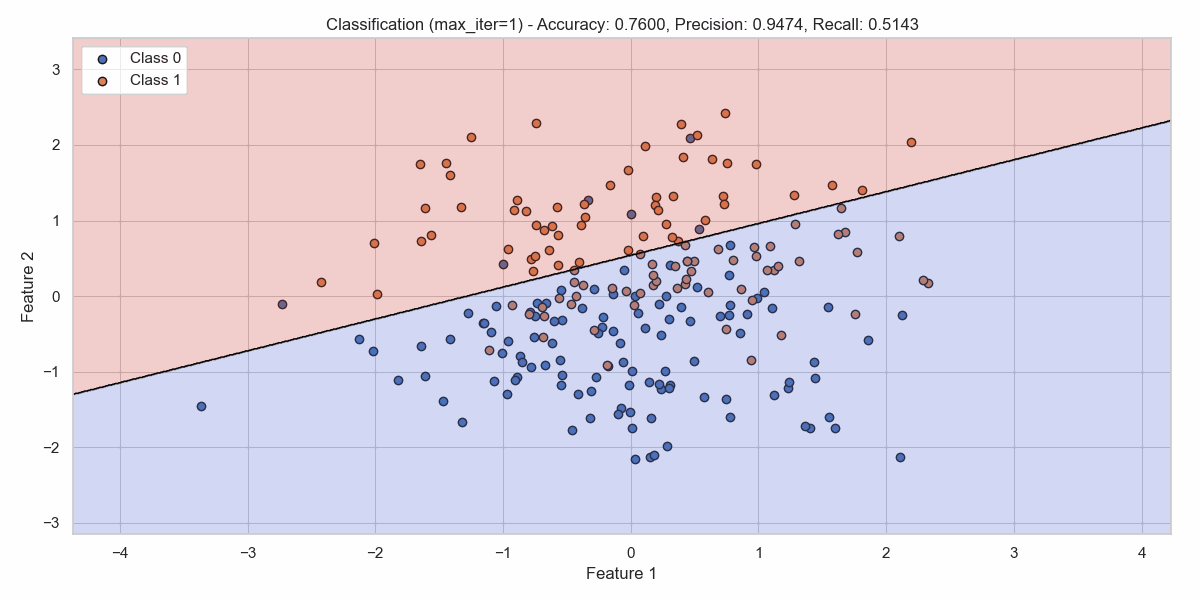 Classification (max_iter=1) - Accuracy: 0.7600, Precision: 0.9474, Recall: 0.5143
Class 0
Class 1
3
2
1
0
−1
−2
−3
Feature 2
−4 −3 −2 −1 0 1 2 3 4
Feature 1